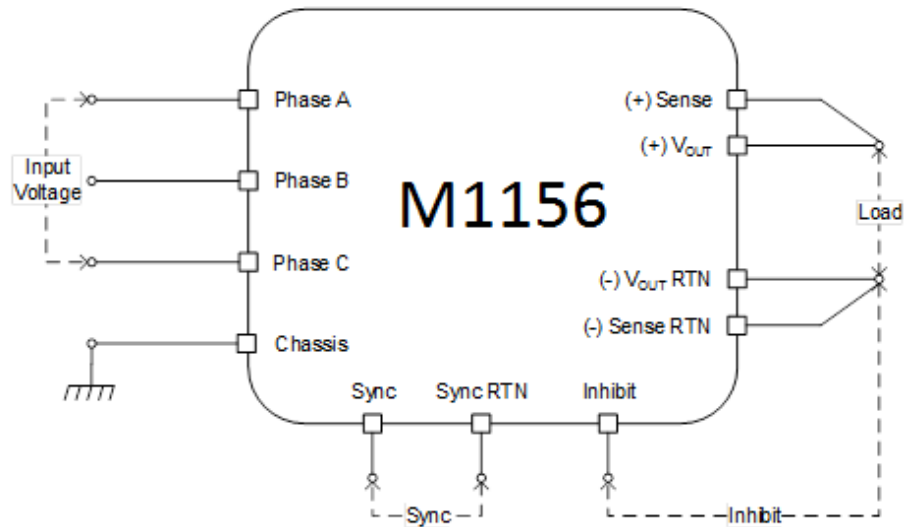 Phase A
Phase B
Phase C
Chassis
Input
Voltage
M1156
(+) Sense
(+) VOUT
(-) VOUT RTN
(-) Sense RTN
Load
Sync
Sync RTN
Inhibit
Sync
Inhibit